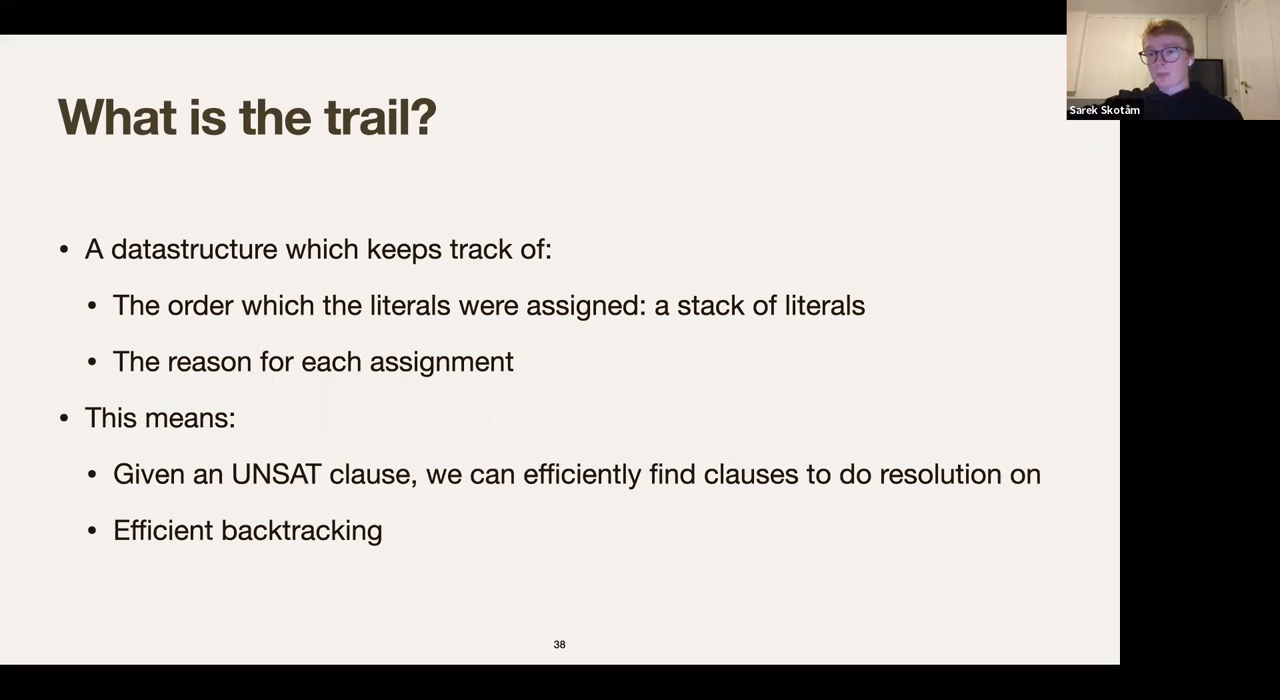 What is the trail?
Sarek Skotåm
• A datastructure which keeps track of:
• The order which the literals were assigned: a stack of literals
• The reason for each assignment
• This means:
• Given an UNSAT clause, we can efficiently find clauses to do resolution on
• Efficient backtracking
38